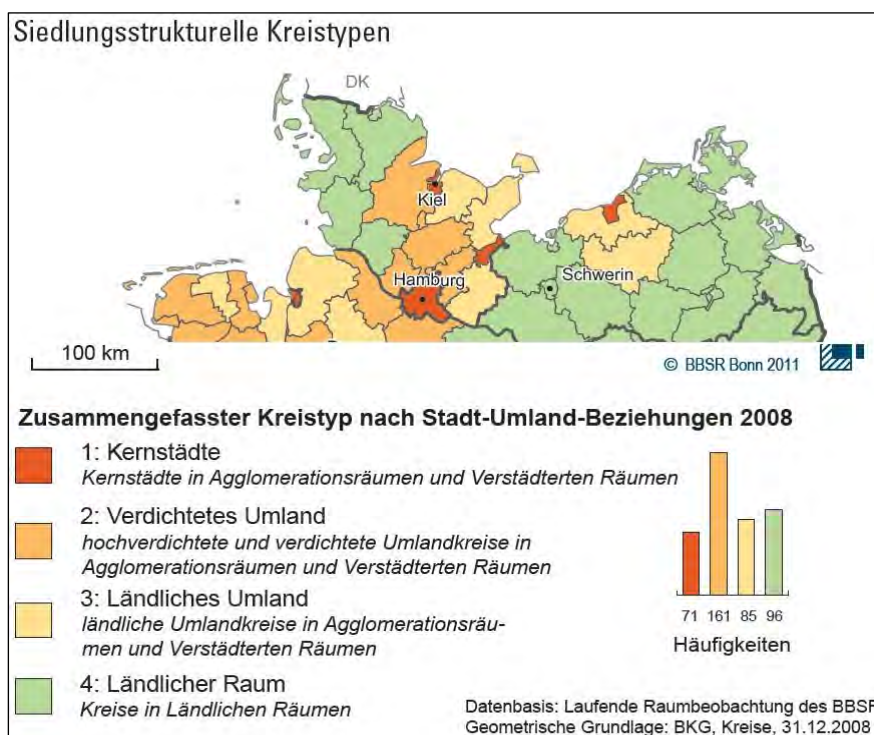 Siedlungsstrukturelle Kreistypen
DK
Kiel
Hamburg
Schwerin
100 km
© BBSR Bonn 2011
Zusammengefasster Kreistyp nach Stadt-Umland-Beziehungen 2008
1: Kernstädte
Kernstädte in Agglomerationsräumen und Verstädterten Räumen
2: Verdichtetes Umland
hochverdichtete und verdichtete Umlandkreise in
Agglomerationsräumen und Verstädterten Räumen
3: Ländliches Umland
ländliche Umlandkreise in Agglomerationsräu-
men und Verstädterten Räumen
4: Ländlicher Raum
Kreise in Ländlichen Räumen
71 161 85 96
Häufigkeiten
Datenbasis: Laufende Raumbeobachtung des BBSR
Geometrische Grundlage: BKG, Kreise, 31.12.2008